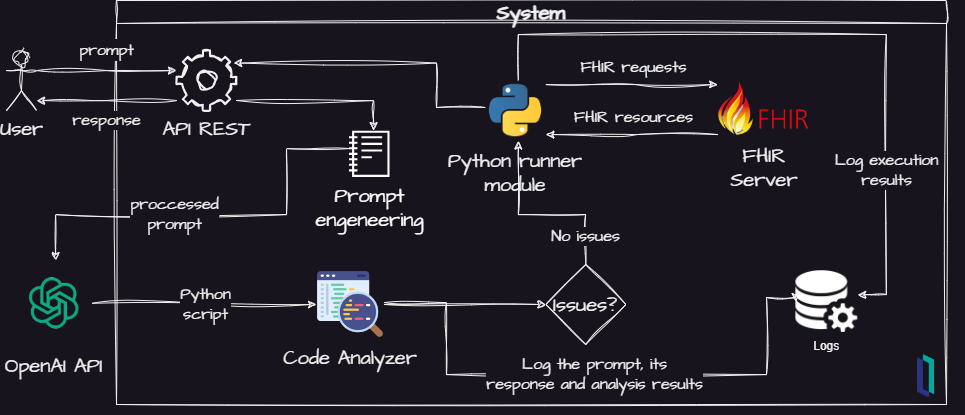 System
prompt
FHIR requests
FHIR
FHIR resources
response
User
API REST
Python runner
module
FHIR
Server
Log execution
results
Prompt
engeneering
proccessed
prompt
No issues
Python
script
Issues?
OpenAI API
Code Analyzer
Logs
Log the prompt, its
response and analysis results